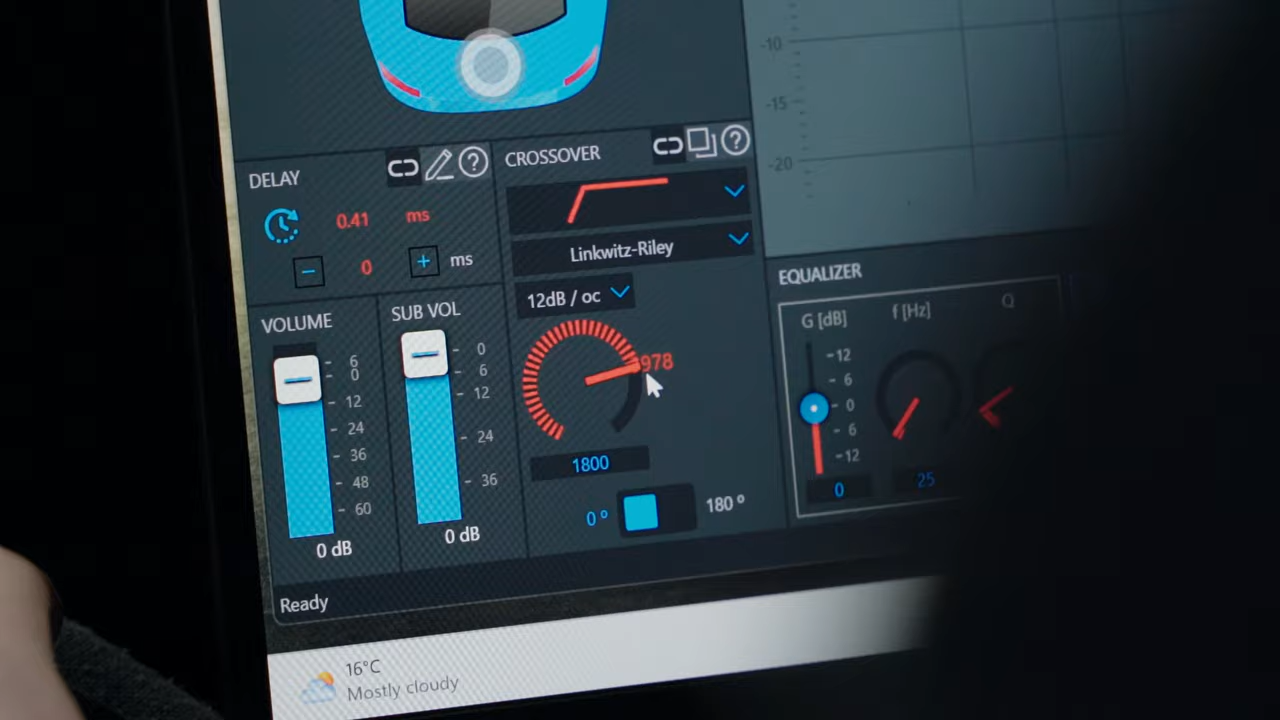 -10
-15
-20
DELAY
0.41 ms
0 ms
CROSSOVER
Linkwitz-Riley
12dB / oc
978
1800
0° 180°
VOLUME
6
0
12
24
36
48
60
0 dB
SUB VOL
0
6
12
24
36
0 dB
EQUALIZER
G [dB] f [Hz] Q
12
6
0
6
12
0 25
Ready
16°C
Mostly cloudy